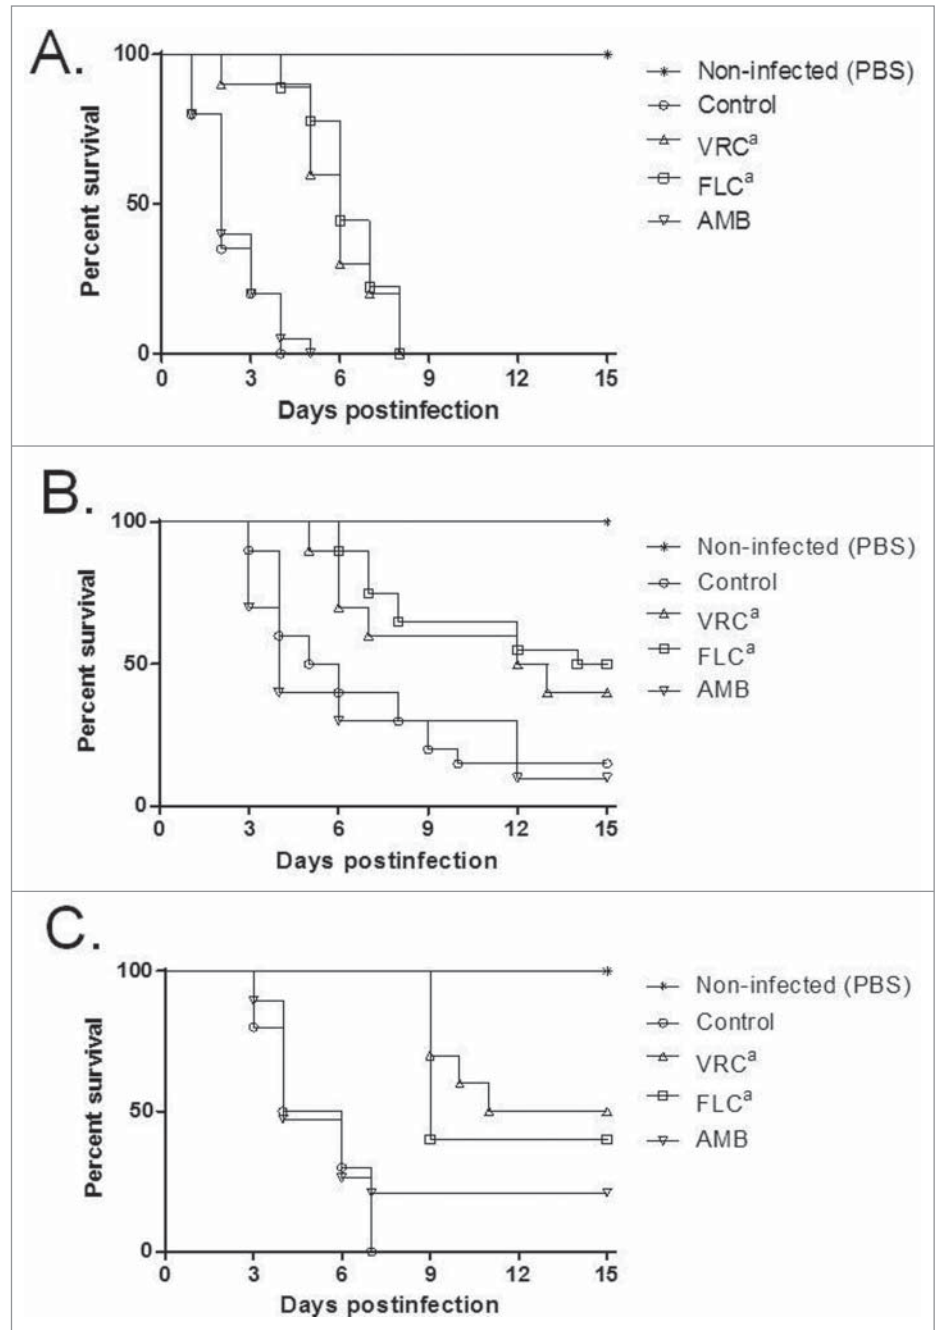 A.
100
50
0
Percent survival
0 3 6 9 12 15
Days postinfection
Non-infected (PBS)
Control
VRCᵃ
FLCᵃ
AMB
B.
100
50
0
Percent survival
0 3 6 9 12 15
Days postinfection
Non-infected (PBS)
Control
VRCᵃ
FLCᵃ
AMB
C.
100
50
0
Percent survival
0 3 6 9 12 15
Days postinfection
Non-infected (PBS)
Control
VRCᵃ
FLCᵃ
AMB